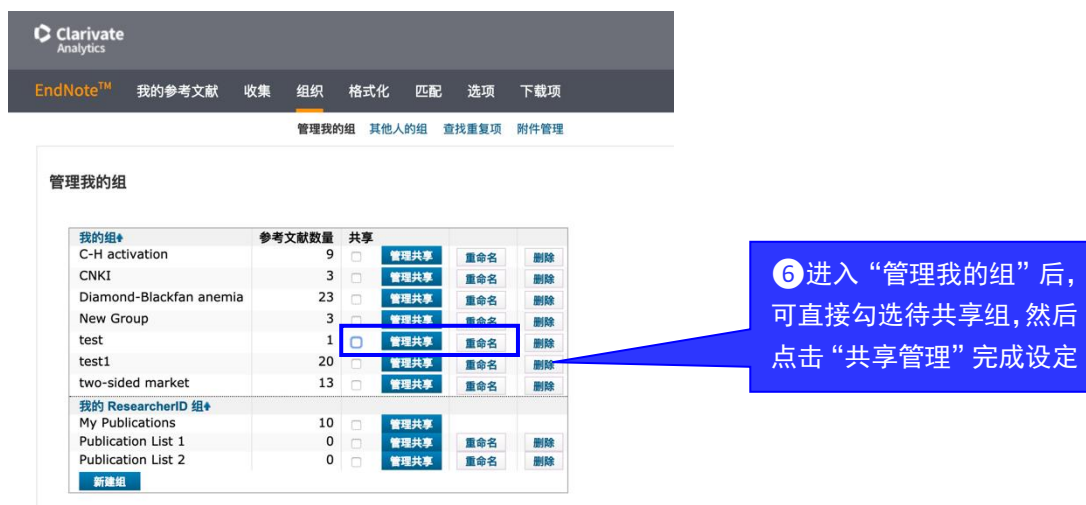 Clarivate
Analytics
EndNote™ 我的参考文献 收集 组织 格式化 匹配 选项 下载项
管理我的组 其他人的组 查找重复项 附件管理
管理我的组
我的组 参考文献数量 共享
C-H activation 9 管理共享 重命名 删除
CNKI 3 管理共享 重命名 删除
Diamond-Blackfan anemia 23 管理共享 重命名 删除
New Group 3 管理共享 重命名 删除
test 1 管理共享 重命名 删除
test1 20 管理共享 重命名 删除
two-sided market 13 管理共享 重命名 删除
我的 ResearcherID 组
My Publications 10 管理共享
Publication List 1 0 管理共享 重命名 删除
Publication List 2 0 管理共享 重命名 删除
新建组
❻进入“管理我的组”后,
可直接勾选待共享组,然后
点击“共享管理”完成设定